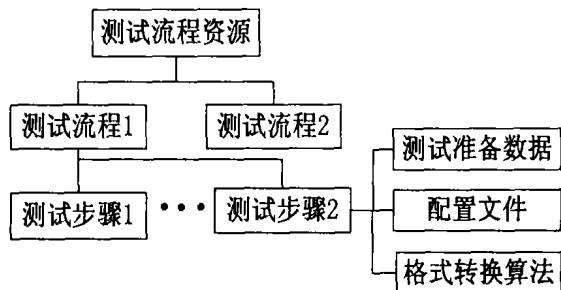 测试流程资源
测试流程1
测试流程2
测试准备数据
测试步骤1
•••
测试步骤2
配置文件
格式转换算法